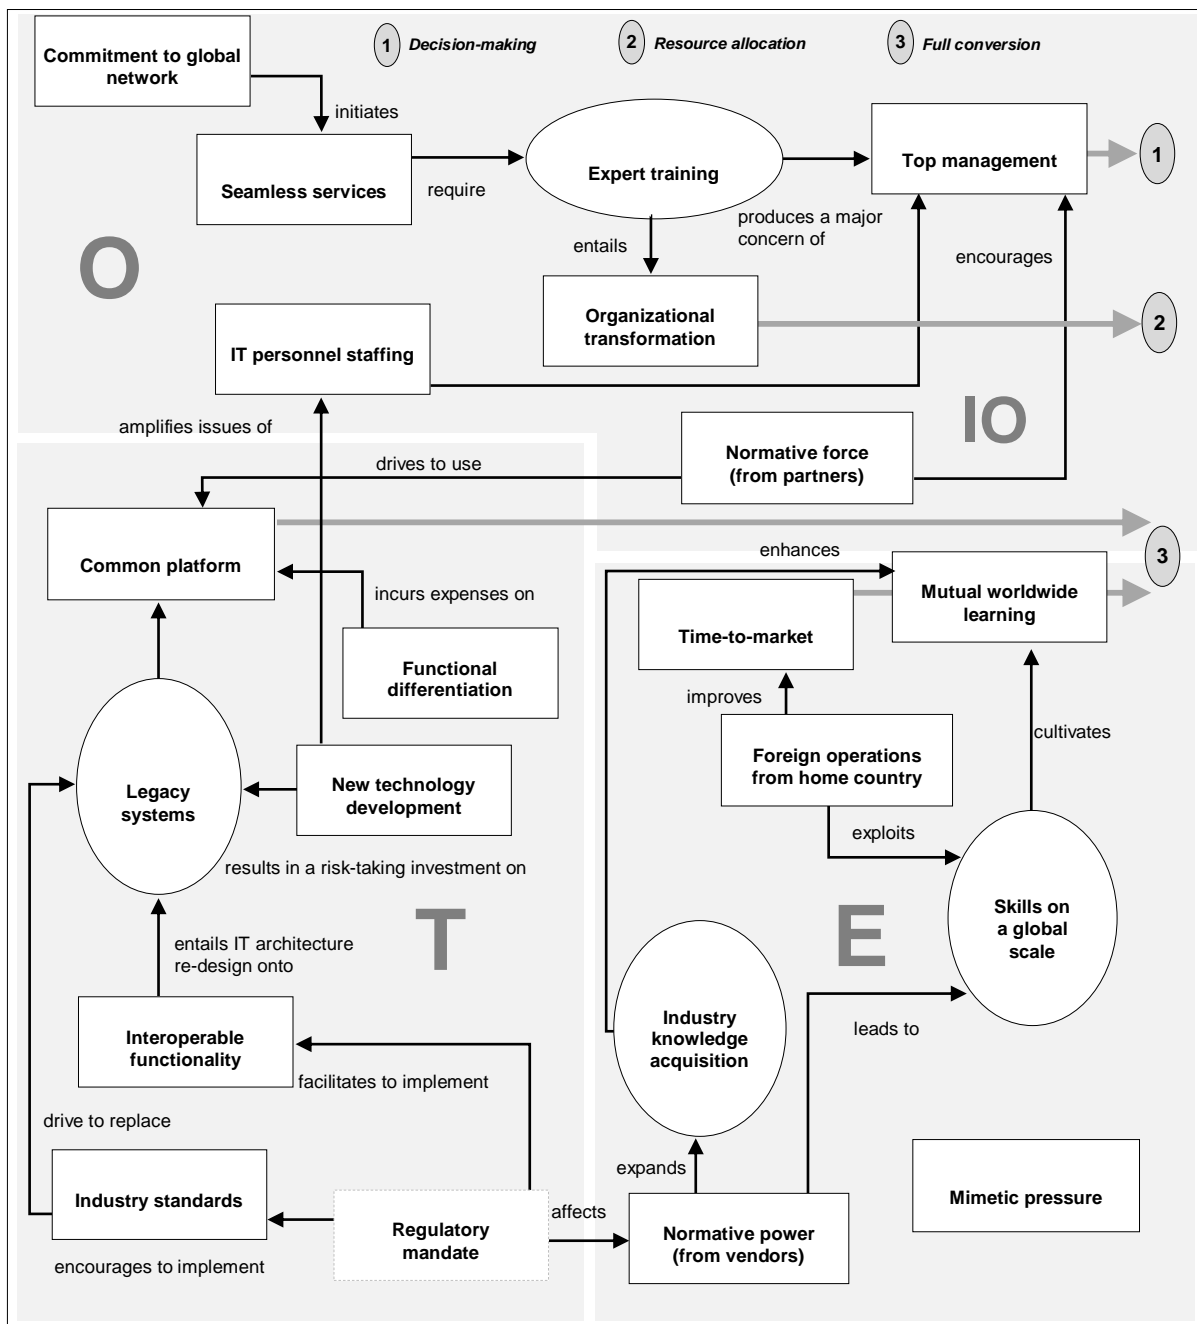 Commitment to global
network
1 Decision-making
2 Resource allocation
3 Full conversion
initiates
Seamless services
require
Expert training
Top management
1
produces a major
concern of
entails
encourages
O
Organizational
transformation
2
IT personnel staffing
IO
amplifies issues of
Normative force
(from partners)
drives to use
Common platform
enhances
3
incurs expenses on
Mutual worldwide
learning
Time-to-market
Functional
differentiation
improves
cultivates
Foreign operations
from home country
Legacy
systems
New technology
development
exploits
results in a risk-taking investment on
T
E
Skills on
a global
scale
entails IT architecture
re-design onto
Industry
knowledge
acquisition
leads to
Interoperable
functionality
facilitates to implement
drive to replace
expands
Industry standards
Mimetic pressure
Regulatory
mandate
affects
Normative power
(from vendors)
encourages to implement